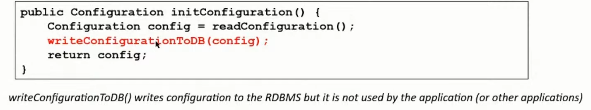 public Configuration initConfiguration() {
Configuration config = readConfiguration();
writeConfigurationToDB(config);
return config;
}
writeConfigurationToDB() writes configuration to the RDBMS but it is not used by the application (or other applications)